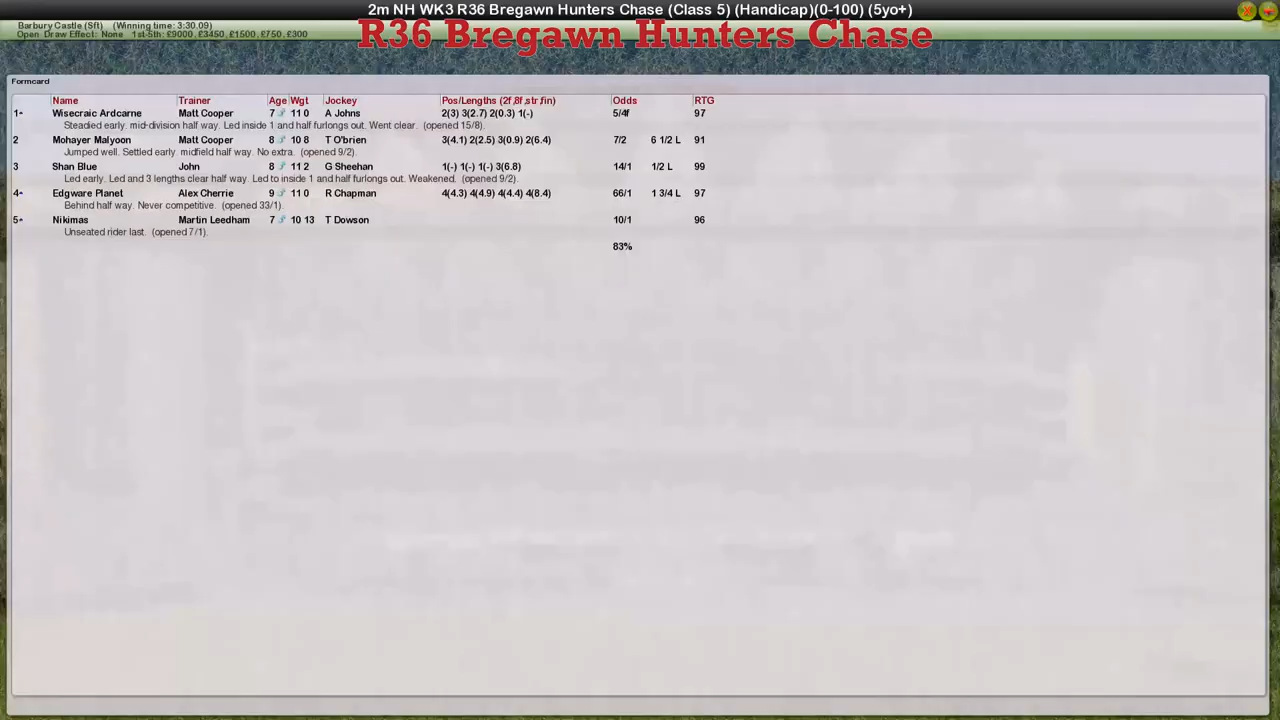 2m NH WK3 R36 Bregawn Hunters Chase (Class 5) (Handicap)(0-100) (5yo+)
Barbury Castle (Sft) (Winning time: 3:30.09)
Open. Draw Effect: None 1st-5th: £9000, £3450, £1500, £750, £300
R36 Bregawn Hunters Chase
Formcard
Name Trainer Age Wgt Jockey Pos/Lengths (2f,8f,str,fin) Odds RTG
1 Wisecraic Ardcarne Matt Cooper 7 11 0 A Johns 2(3) 3(2.7) 2(0.3) 1(-) 5/4f 97
Steadied early. mid-division half way. Led inside 1 and half furlongs out. Went clear. (opened 15/8).
2 Mohayer Malyoon Matt Cooper 8 10 8 T O'brien 3(4.1) 2(2.5) 3(0.9) 2(6.4) 7/2 6 1/2 L 91
Jumped well. Settled early. midfield half way. No extra. (opened 9/2).
3 Shan Blue John 8 11 2 G Sheehan 1(-) 1(-) 1(-) 3(6.8) 14/1 1/2 L 99
Led early. Led and 3 lengths clear half way. Led to inside 1 and half furlongs out. Weakened. (opened 9/2).
4 Edgware Planet Alex Cherrie 9 11 0 R Chapman 4(4.3) 4(4.9) 4(4.4) 4(8.4) 66/1 1 3/4 L 97
Behind half way. Never competitive. (opened 33/1).
5 Nikimas Martin Leedham 7 10 13 T Dowson 10/1 96
Unseated rider last. (opened 7/1).
83%